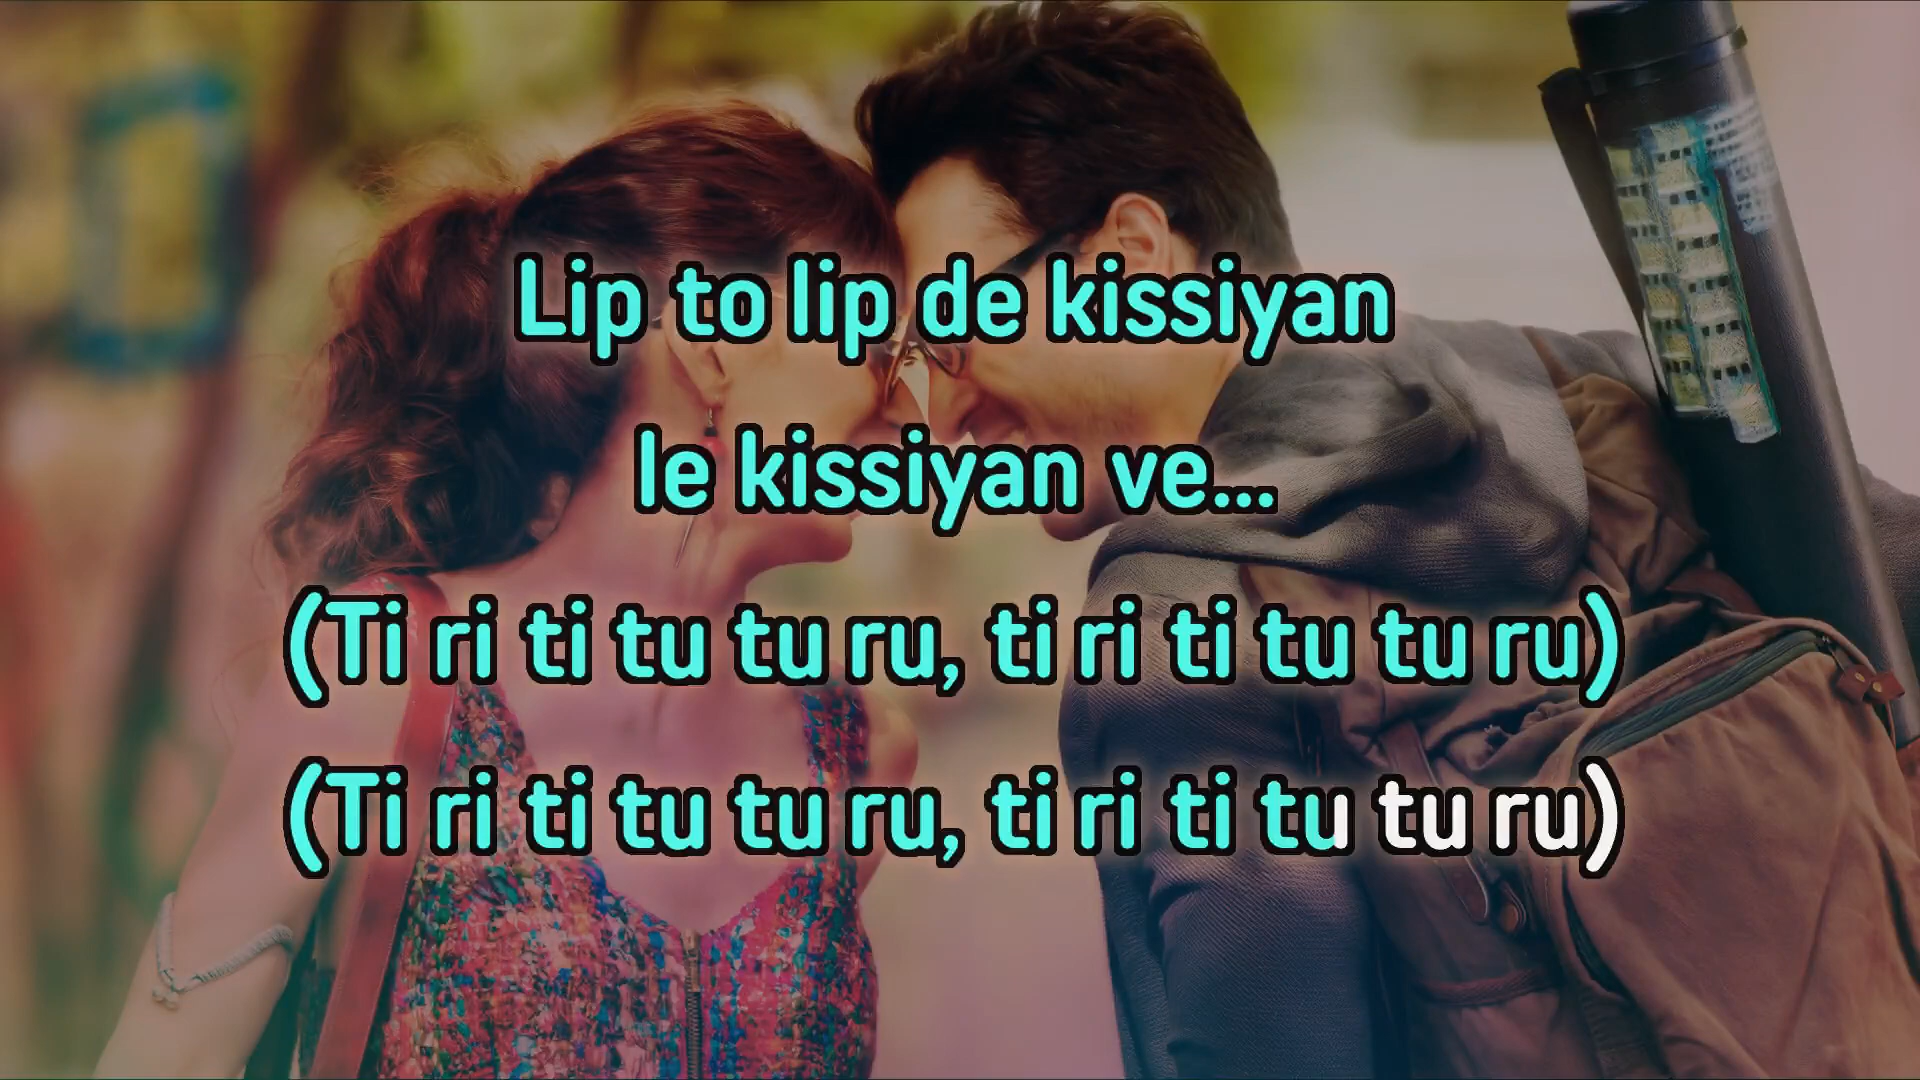 Lip to lip de kissiyan
le kissiyan ve...
(Ti ri ti tu tu ru, ti ri ti tu tu ru)
(Ti ri ti tu tu ru, ti ri ti tu tu ru)